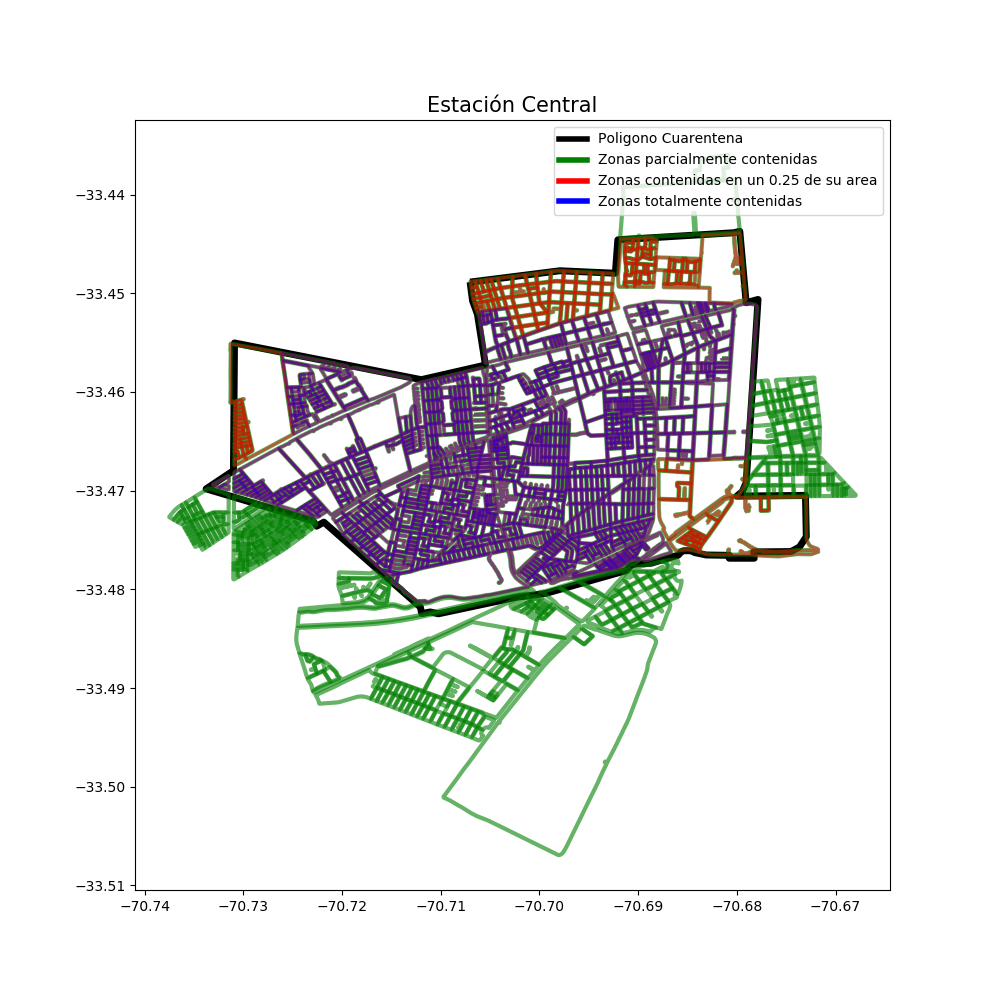 Estación Central
Poligono Cuarentena
Zonas parcialmente contenidas
Zonas contenidas en un 0.25 de su area
Zonas totalmente contenidas
−33.44
−33.45
−33.46
−33.47
−33.48
−33.49
−33.50
−33.51
−70.74 −70.73 −70.72 −70.71 −70.70 −70.69 −70.68 −70.67